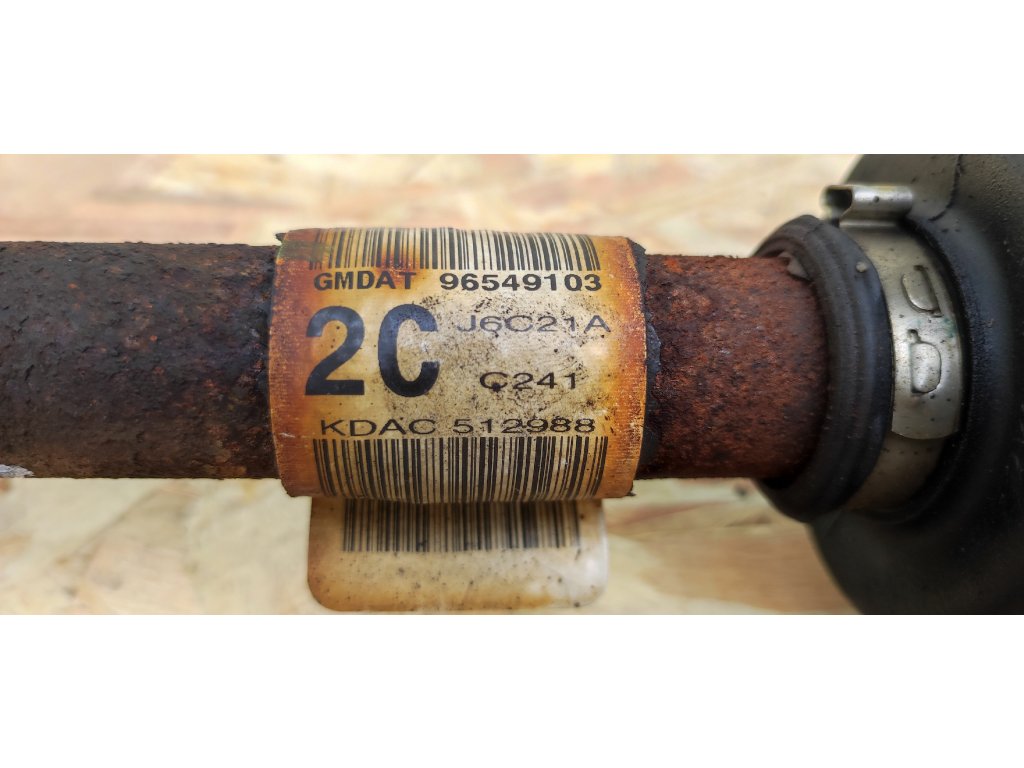 GMDAT 96549103
2C J6C21A
C241
KDAC 512988